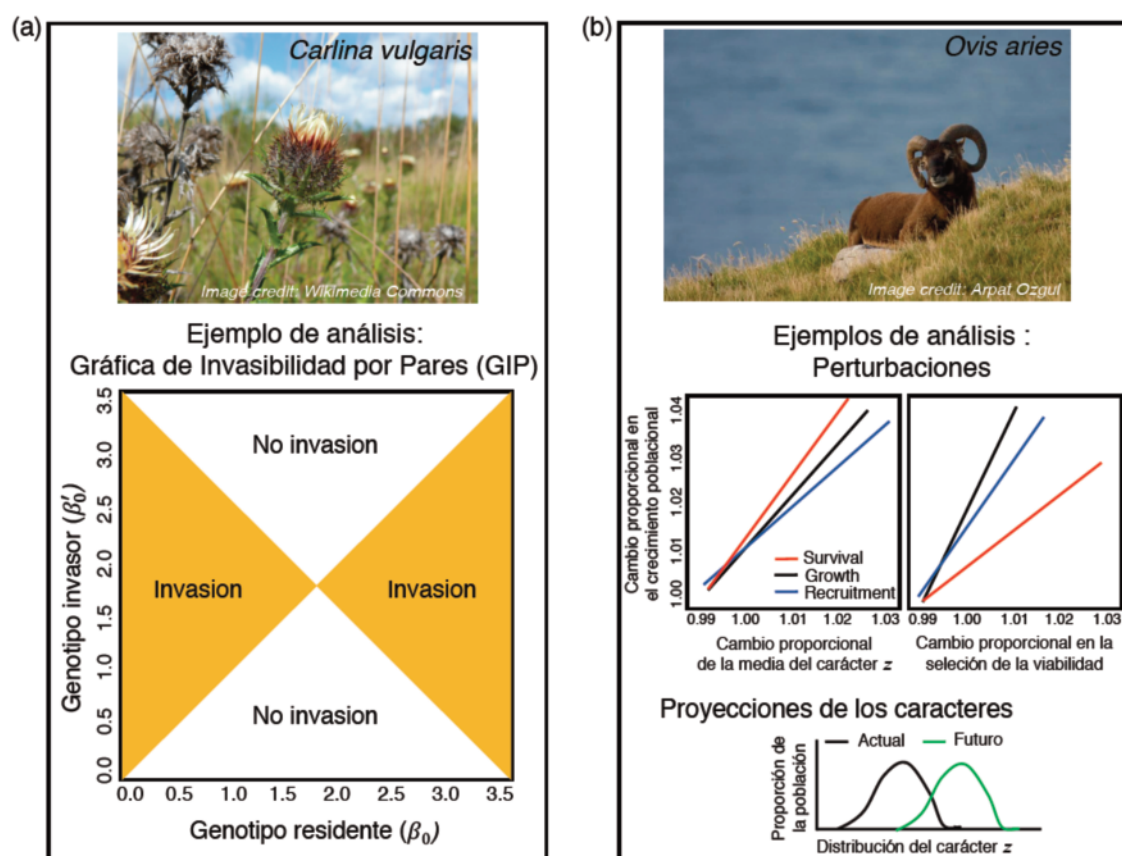 (a)
Carlina vulgaris
Image credit: Wikimedia Commons
Ejemplo de análisis:
Gráfica de Invasibilidad por Pares (GIP)
Genotipo invasor (β′0)
3.5
3.0
2.5
2.0
1.5
1.0
0.5
0.0
No invasion
Invasion
Invasion
No invasion
0.0 0.5 1.0 1.5 2.0 2.5 3.0 3.5
Genotipo residente (β0)
(b)
Ovis aries
Image credit: Arpat Ozgul
Ejemplos de análisis :
Perturbaciones
Cambio proporcional en
el crecimiento poblacional
1.04
1.03
1.02
1.01
1.00
Survival
Growth
Recruitment
0.99 1.00 1.01 1.02 1.03
Cambio proporcional
de la media del carácter z
0.99 1.00 1.01 1.02 1.03
Cambio proporcional en la
seleción de la viabilidad
Proyecciones de los caracteres
Actual Futuro
Proporción de
la población
Distribución del carácter z